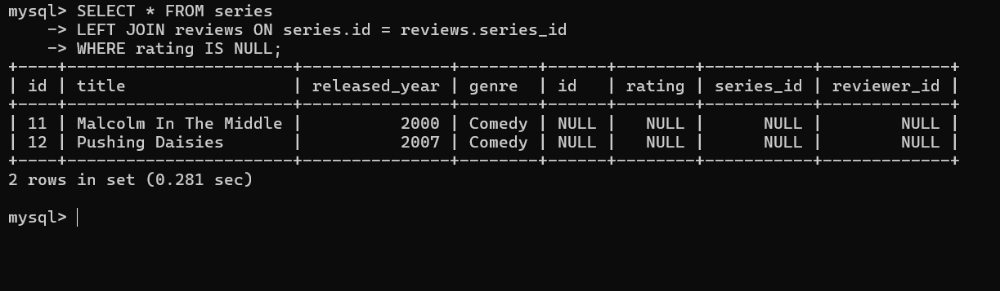 mysql> SELECT * FROM series
    -> LEFT JOIN reviews ON series.id = reviews.series_id
    -> WHERE rating IS NULL;
+----+-----------------------+---------------+--------+------+--------+-----------+-------------+
| id | title                 | released_year | genre  | id   | rating | series_id | reviewer_id |
+----+-----------------------+---------------+--------+------+--------+-----------+-------------+
| 11 | Malcolm In The Middle |          2000 | Comedy | NULL |   NULL |      NULL |        NULL |
| 12 | Pushing Daisies       |          2007 | Comedy | NULL |   NULL |      NULL |        NULL |
+----+-----------------------+---------------+--------+------+--------+-----------+-------------+
2 rows in set (0.281 sec)

mysql>